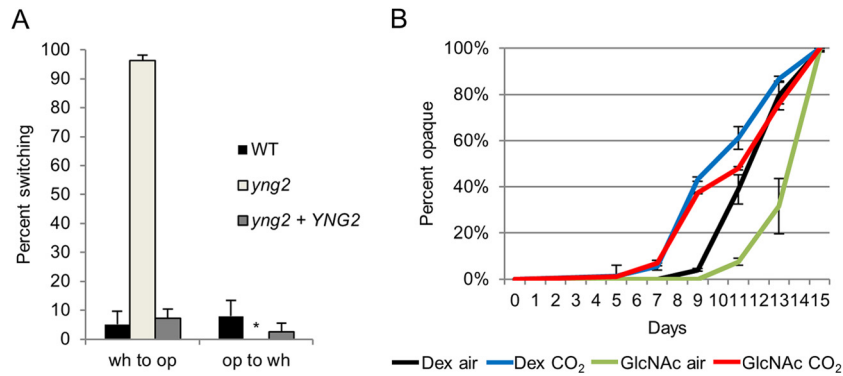 A
Percent switching
100
90
80
70
60
50
40
30
20
10
0
WT
yng2
yng2 + YNG2
*
wh to op
op to wh
B
Percent opaque
100%
80%
60%
40%
20%
0%
0 1 2 3 4 5 6 7 8 9 10 11 12 13 14 15
Days
Dex air Dex CO₂ GlcNAc air GlcNAc CO₂